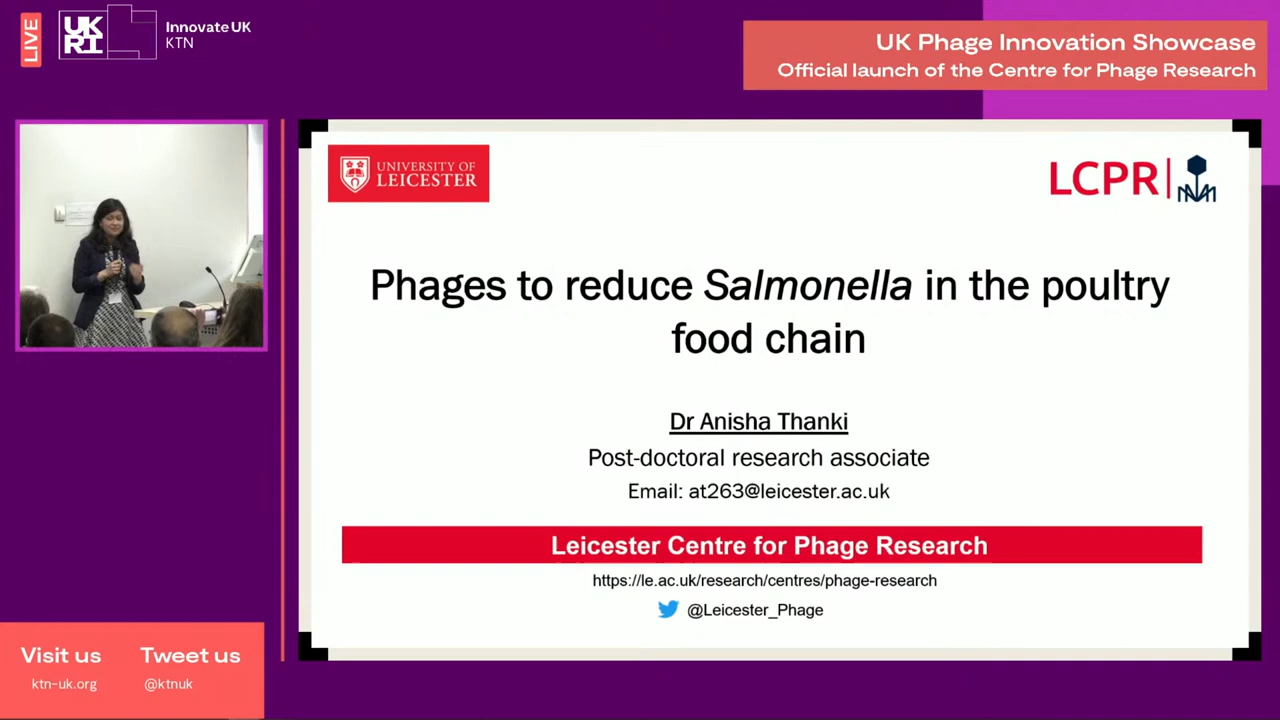 LIVE
UK
RI
Innovate UK
KTN
UK Phage Innovation Showcase
Official launch of the Centre for Phage Research
UNIVERSITY OF
LEICESTER
LCPR
Phages to reduce Salmonella in the poultry
food chain
Dr Anisha Thanki
Post-doctoral research associate
Email: at263@leicester.ac.uk
Leicester Centre for Phage Research
https://le.ac.uk/research/centres/phage-research
@Leicester_Phage
Visit us
Tweet us
ktn-uk.org
@ktnuk